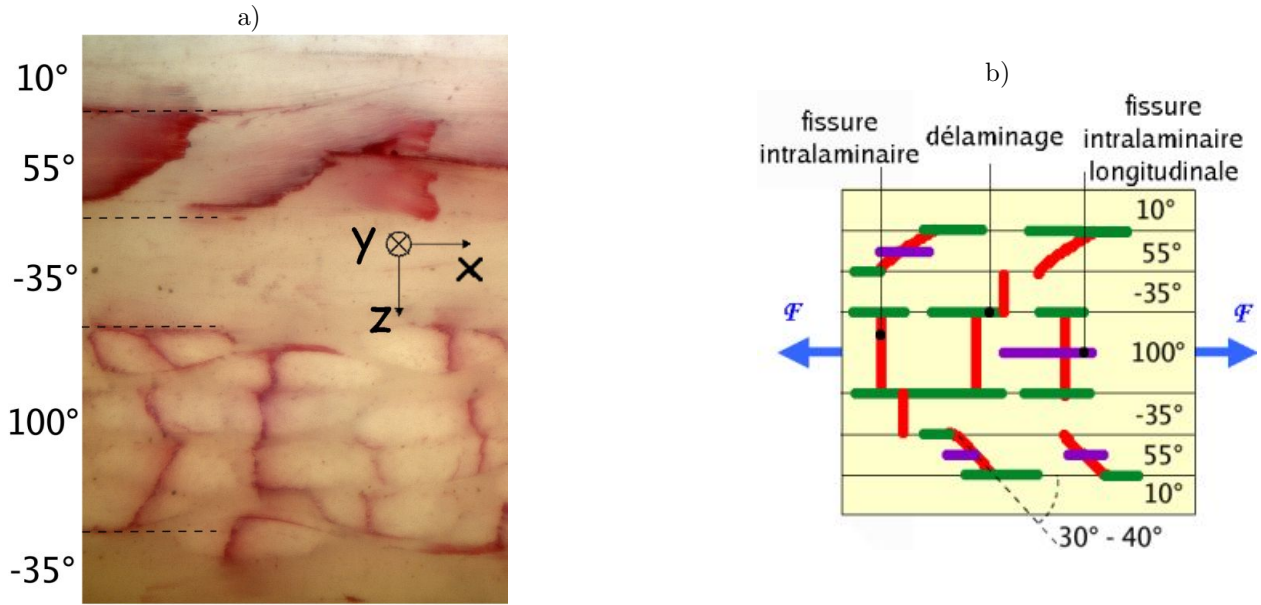 a)
10°
55°
-35°
100°
-35°
y
x
z
b)
fissure
intralaminaire
délaminage
fissure
intralaminaire
longitudinale
10°
55°
-35°
100°
-35°
55°
10°
F
F
30° - 40°